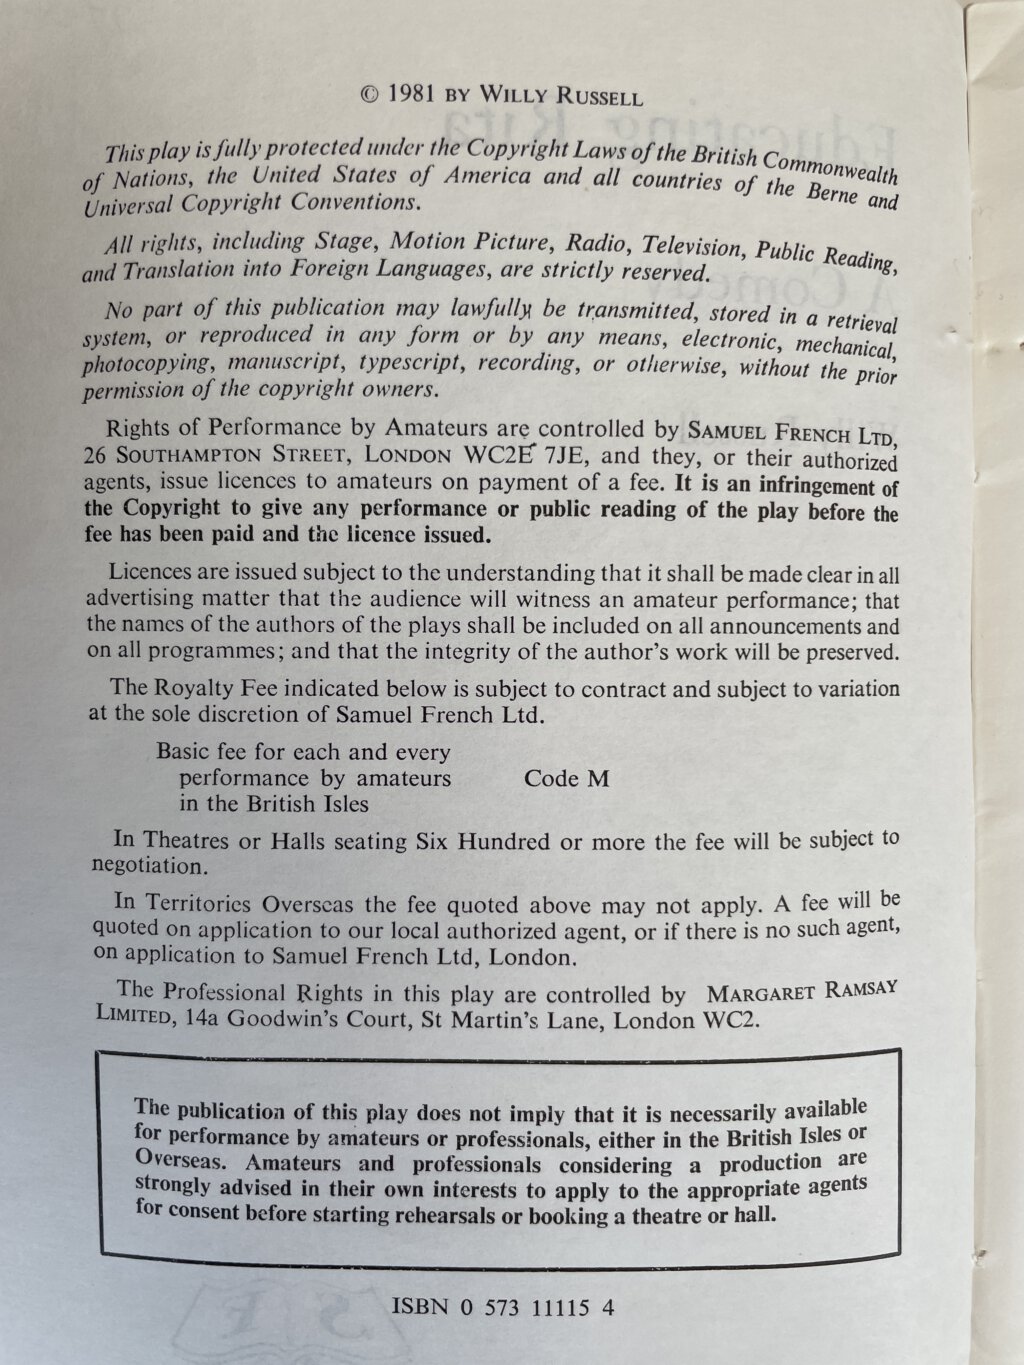 © 1981 BY WILLY RUSSELL
This play is fully protected under the Copyright Laws of the British Commonwealth
of Nations, the United States of America and all countries of the Berne and
Universal Copyright Conventions.
All rights, including Stage, Motion Picture, Radio, Television, Public Reading,
and Translation into Foreign Languages, are strictly reserved.
No part of this publication may lawfully be transmitted, stored in a retrieval
system, or reproduced in any form or by any means, electronic, mechanical,
photocopying, manuscript, typescript, recording, or otherwise, without the prior
permission of the copyright owners.
Rights of Performance by Amateurs are controlled by SAMUEL FRENCH LTD,
26 SOUTHAMPTON STREET, LONDON WC2E 7JE, and they, or their authorized
agents, issue licences to amateurs on payment of a fee. It is an infringement of
the Copyright to give any performance or public reading of the play before the
fee has been paid and the licence issued.
Licences are issued subject to the understanding that it shall be made clear in all
advertising matter that the audience will witness an amateur performance; that
the names of the authors of the plays shall be included on all announcements and
on all programmes; and that the integrity of the author's work will be preserved.
The Royalty Fee indicated below is subject to contract and subject to variation
at the sole discretion of Samuel French Ltd.
Basic fee for each and every
performance by amateurs Code M
in the British Isles
In Theatres or Halls seating Six Hundred or more the fee will be subject to
negotiation.
In Territories Overseas the fee quoted above may not apply. A fee will be
quoted on application to our local authorized agent, or if there is no such agent,
on application to Samuel French Ltd, London.
The Professional Rights in this play are controlled by MARGARET RAMSAY
LIMITED, 14a Goodwin's Court, St Martin's Lane, London WC2.
The publication of this play does not imply that it is necessarily available
for performance by amateurs or professionals, either in the British Isles or
Overseas. Amateurs and professionals considering a production are
strongly advised in their own interests to apply to the appropriate agents
for consent before starting rehearsals or booking a theatre or hall.
ISBN 0 573 11115 4